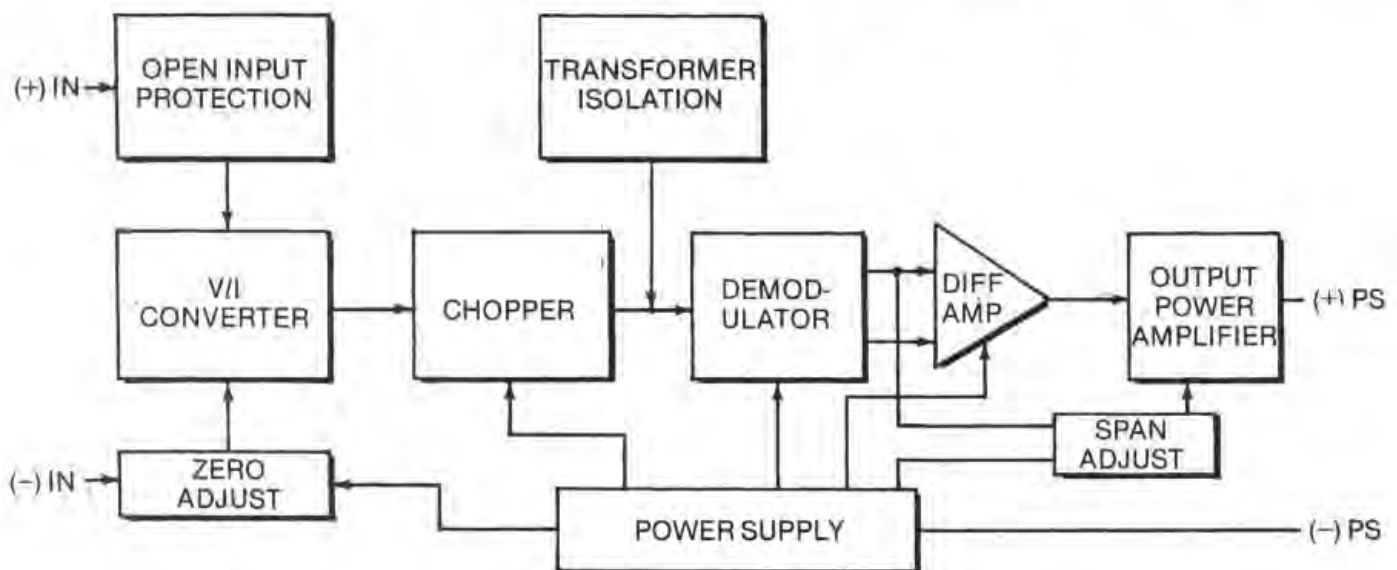 (+) IN
OPEN INPUT
PROTECTION
TRANSFORMER
ISOLATION
V/I
CONVERTER
CHOPPER
DEMOD-
ULATOR
DIFF
AMP
OUTPUT
POWER
AMPLIFIER
(+) PS
(-) IN
ZERO
ADJUST
SPAN
ADJUST
POWER SUPPLY
(-) PS